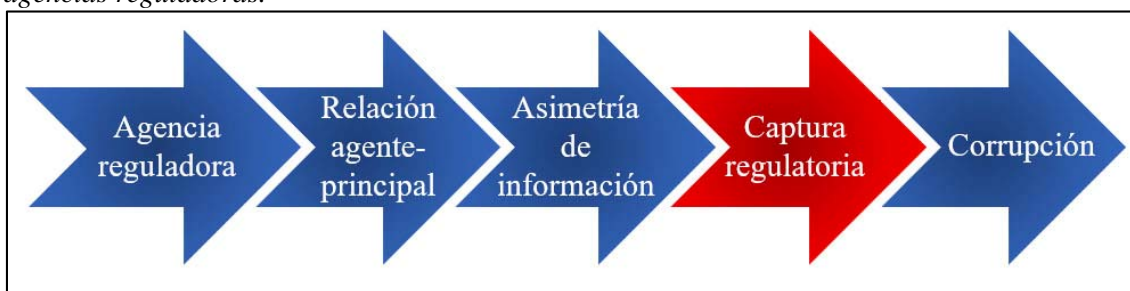 agencias reguladoras.
Agencia
reguladora
Relación
agente-
principal
Asimetría
de
información
Captura
regulatoria
Corrupción